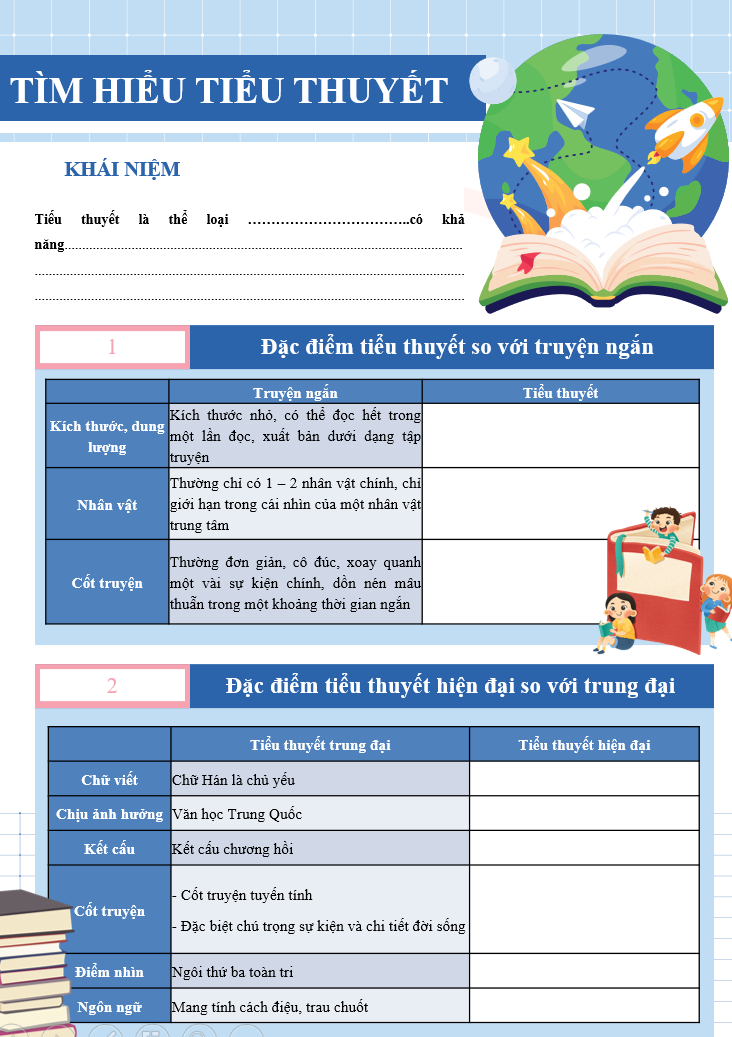 TÌM HIỂU TIỂU THUYẾT
KHÁI NIỆM
Tiểu thuyết là thể loại ……………………………..có khả
năng....................................................................................................
....................................................................................................
....................................................................................................
1
Đặc điểm tiểu thuyết so với truyện ngắn
Truyện ngắn
Tiểu thuyết
Kích thước, dung
lượng
Kích thước nhỏ, có thể đọc hết trong
một lần đọc, xuất bản dưới dạng tập
truyện
Nhân vật
Thường chỉ có 1 – 2 nhân vật chính, chỉ
giới hạn trong cái nhìn của một nhân vật
trung tâm
Cốt truyện
Thường đơn giản, cô đúc, xoay quanh
một vài sự kiện chính, dồn nén mâu
thuẫn trong một khoảng thời gian ngắn
2
Đặc điểm tiểu thuyết hiện đại so với trung đại
Tiểu thuyết trung đại
Tiểu thuyết hiện đại
Chữ viết
Chữ Hán là chủ yếu
Chịu ảnh hưởng
Văn học Trung Quốc
Kết cấu
Kết cấu chương hồi
Cốt truyện
- Cốt truyện tuyến tính
- Đặc biệt chú trọng sự kiện và chi tiết đời sống
Điểm nhìn
Ngôi thứ ba toàn tri
Ngôn ngữ
Mang tính cách điệu, trau chuốt